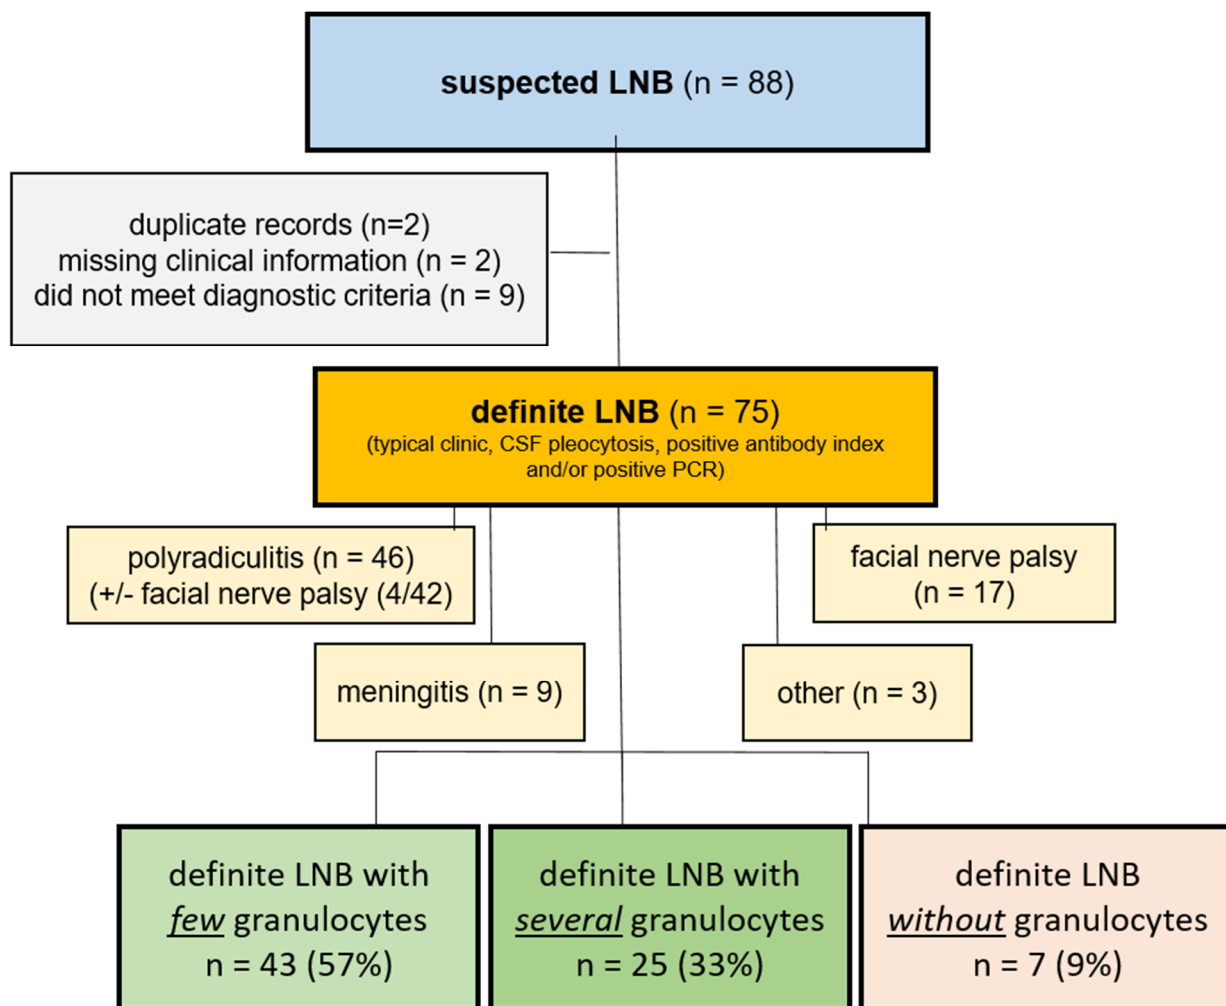 suspected LNB (n = 88)
duplicate records (n=2)
missing clinical information (n = 2)
did not meet diagnostic criteria (n = 9)
definite LNB (n = 75)
(typical clinic, CSF pleocytosis, positive antibody index
and/or positive PCR)
polyradiculitis (n = 46)
(+/- facial nerve palsy (4/42)
facial nerve palsy
(n = 17)
meningitis (n = 9)
other (n = 3)
definite LNB with
few granulocytes
n = 43 (57%)
definite LNB with
several granulocytes
n = 25 (33%)
definite LNB
without granulocytes
n = 7 (9%)